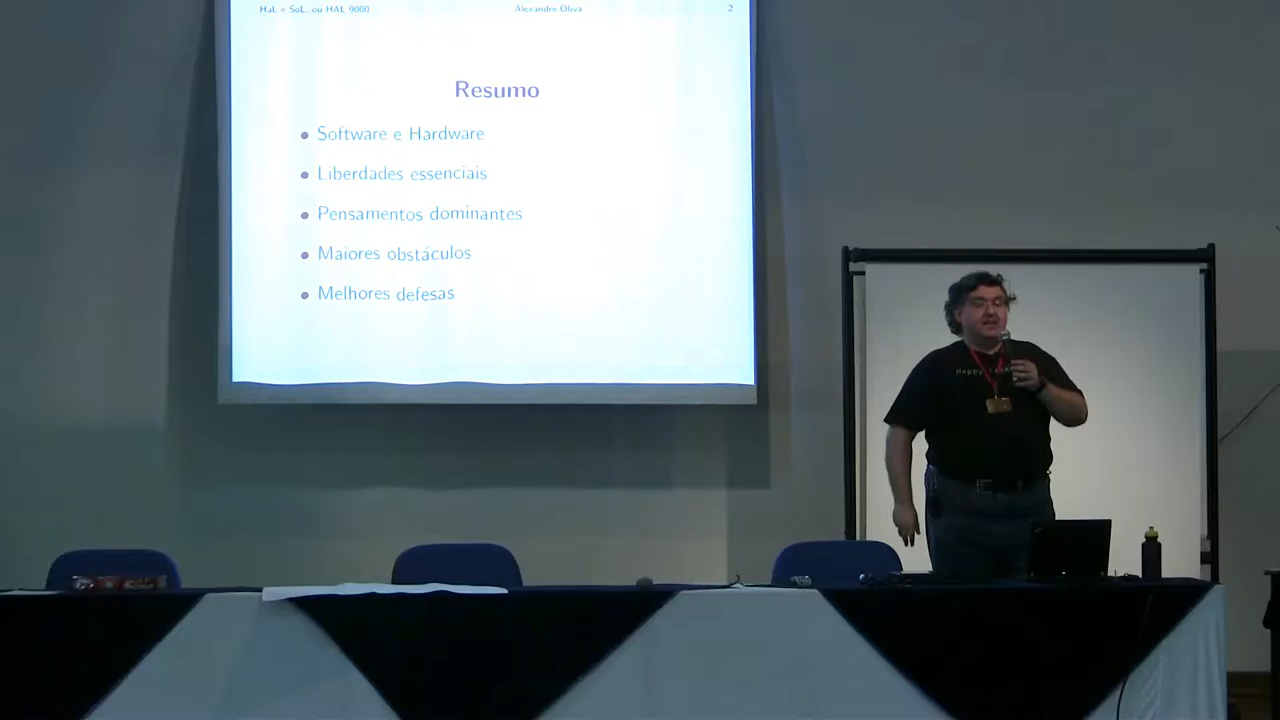 HaL e SoL, ou HAL 9000 Alexandre Oliva 2
Resumo
Software e Hardware
Liberdades essenciais
Pensamentos dominantes
Maiores obstáculos
Melhores defesas
Happy